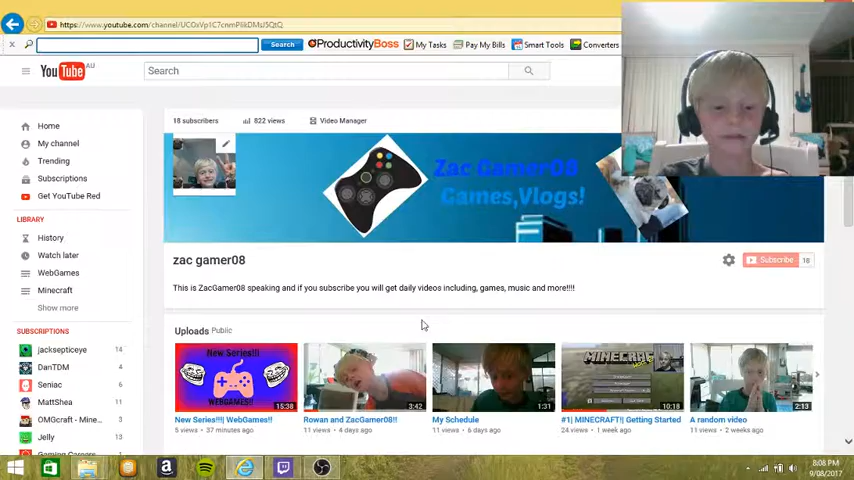 https://www.youtube.com/channel/
Search ProductivityBoss My Tasks Pay My Bills Smart Tools Converters
YouTube AU
Search
18 subscribers 822 views Video Manager
Home
My channel
Trending
Subscriptions
Get YouTube Red
LIBRARY
History
Watch later
WebGames
Minecraft
Show more
SUBSCRIPTIONS
jacksepticeye 14
DanTDM 4
Seniac 6
MattShea 11
OMGcraft - Mine...
Jelly 13
Gaming Careers
Zac Gamer08
Games,Vlogs!
zac gamer08
Subscribe 18
This is ZacGamer08 speaking and if you subscribe you will get daily videos including, games, music and more!!!!
Uploads Public
New Series!!!
WEBGAMES!!
15:38
New Series!!!| WebGames!!
5 views • 37 minutes ago
3:42
Rowan and ZacGamer08!!
11 views • 4 days ago
1:31
My Schedule
11 views • 6 days ago
MINECRAFT
10:18
#1| MINECRAFT!| Getting Started
24 views • 1 week ago
2:13
A random video
11 views • 2 weeks ago
8:08 PM
9/08/2017